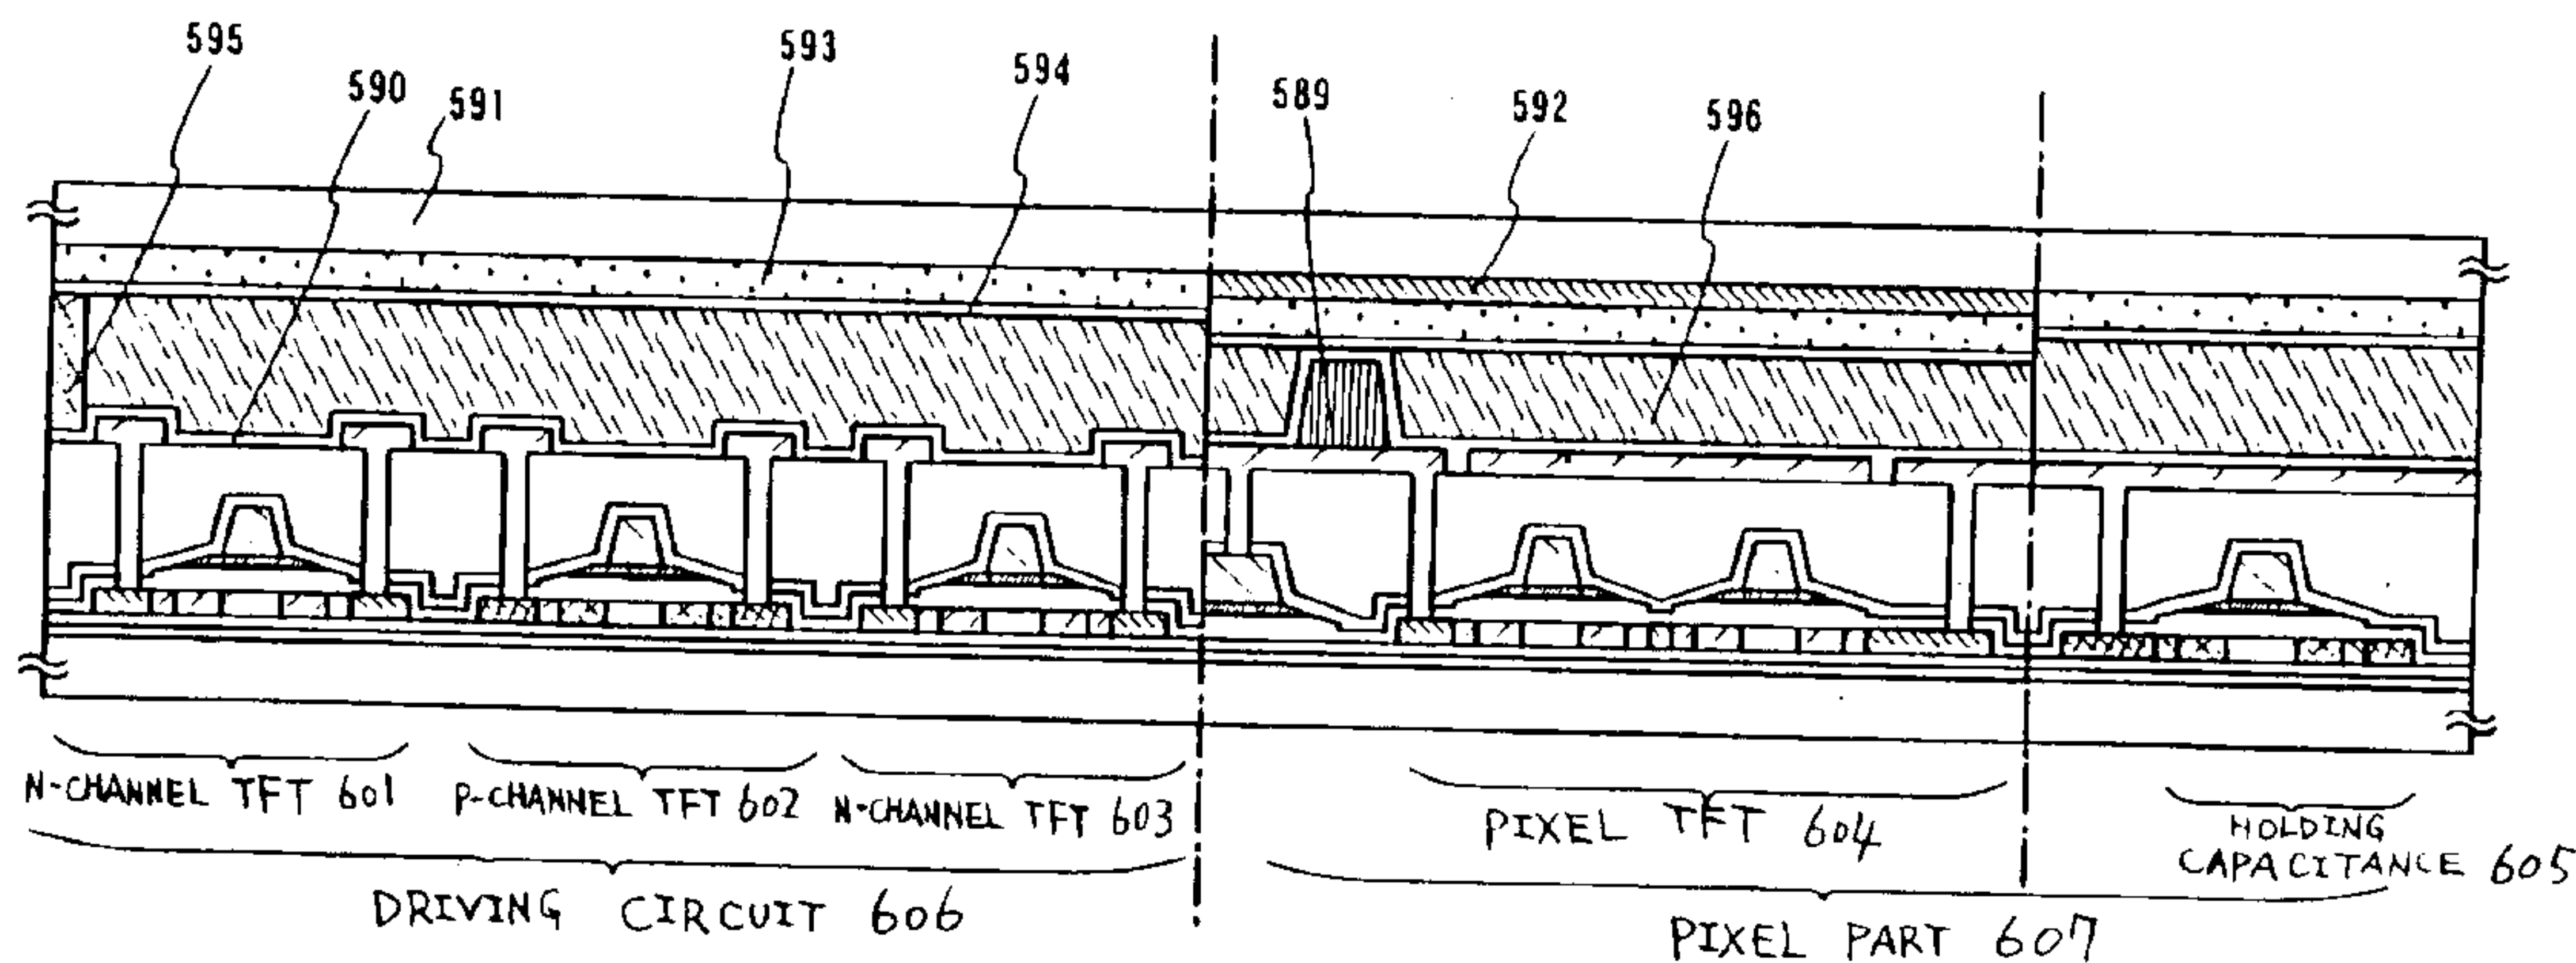 595
590
591
593
594
589
592
596
N-CHANNEL TFT 601
P-CHANNEL TFT 602
N-CHANNEL TFT 603
PIXEL TFT 604
HOLDING
CAPACITANCE 605
DRIVING CIRCUIT 606
PIXEL PART 607